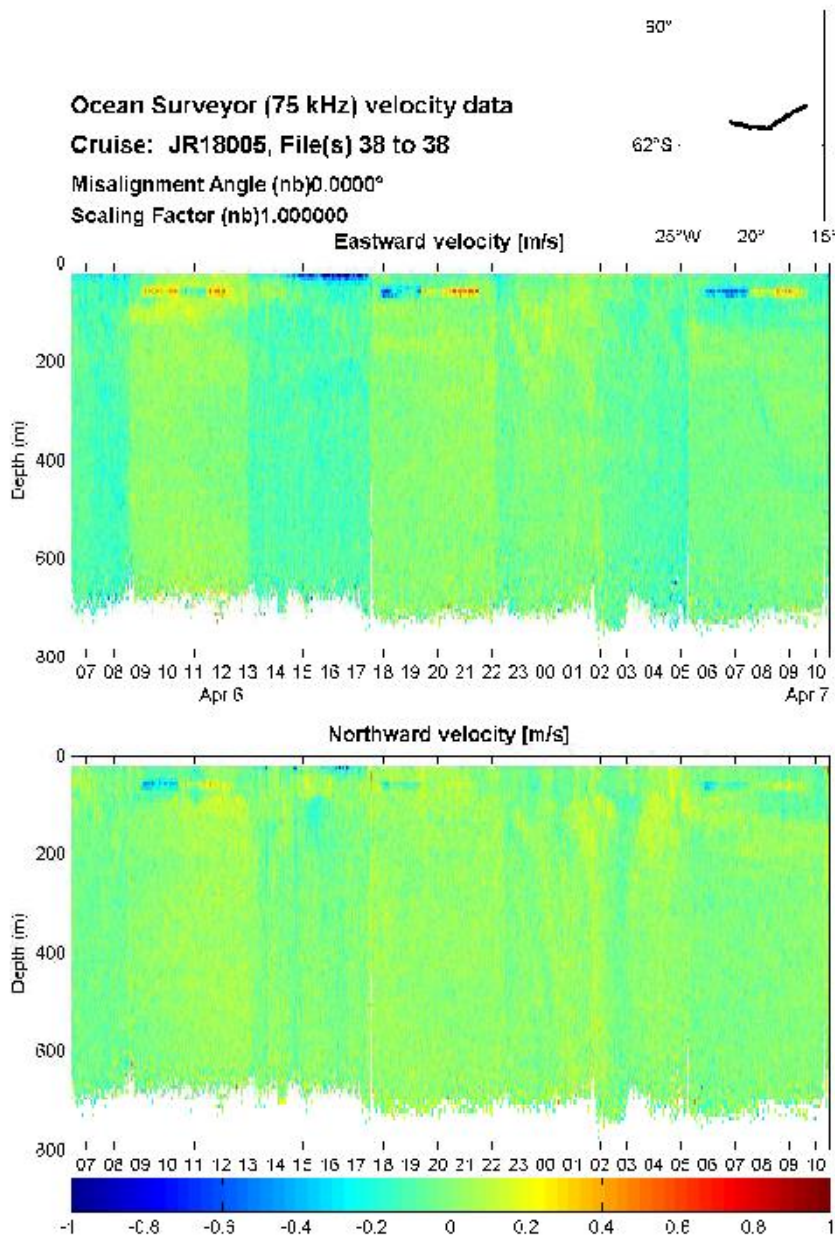 60°
Ocean Surveyor (75 kHz) velocity data
Cruise: JR18005, File(s) 38 to 38
62°S
Misalignment Angle (nb)0.0000°
Scaling Factor (nb)1.000000
25°W 20° 15°
Eastward velocity [m/s]
0
200
400
600
800
Depth (m)
07 08 09 10 11 12 13 14 15 16 17 18 19 20 21 22 23 00 01 02 03 04 05 06 07 08 09 10
Apr 6 Apr 7
Northward velocity [m/s]
0
200
400
600
800
Depth (m)
07 08 09 10 11 12 13 14 15 16 17 18 19 20 21 22 23 00 01 02 03 04 05 06 07 08 09 10
-1 -0.8 -0.6 -0.4 -0.2 0 0.2 0.4 0.6 0.8 1